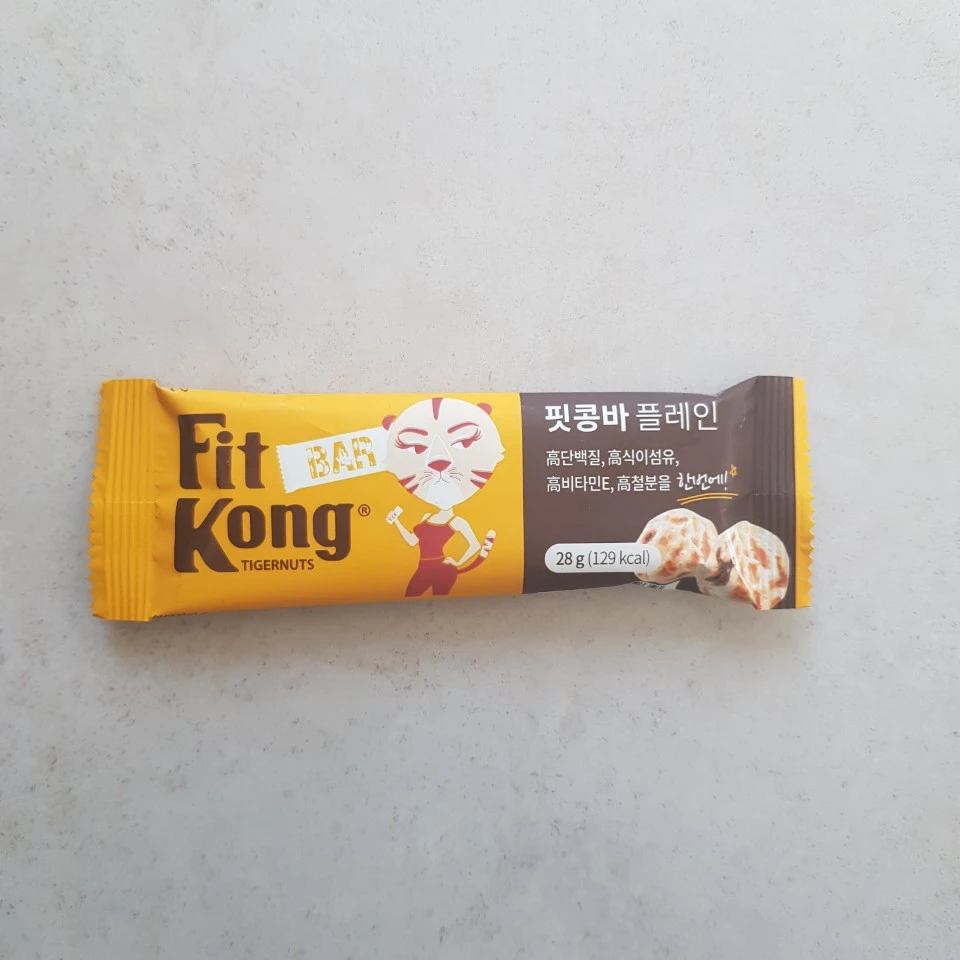 Fit
Kong®
TIGERNUTS
BAR
핏콩바 플레인
高단백질, 高식이섬유,
高비타민E, 高철분을 한번에!
28 g (129 kcal)